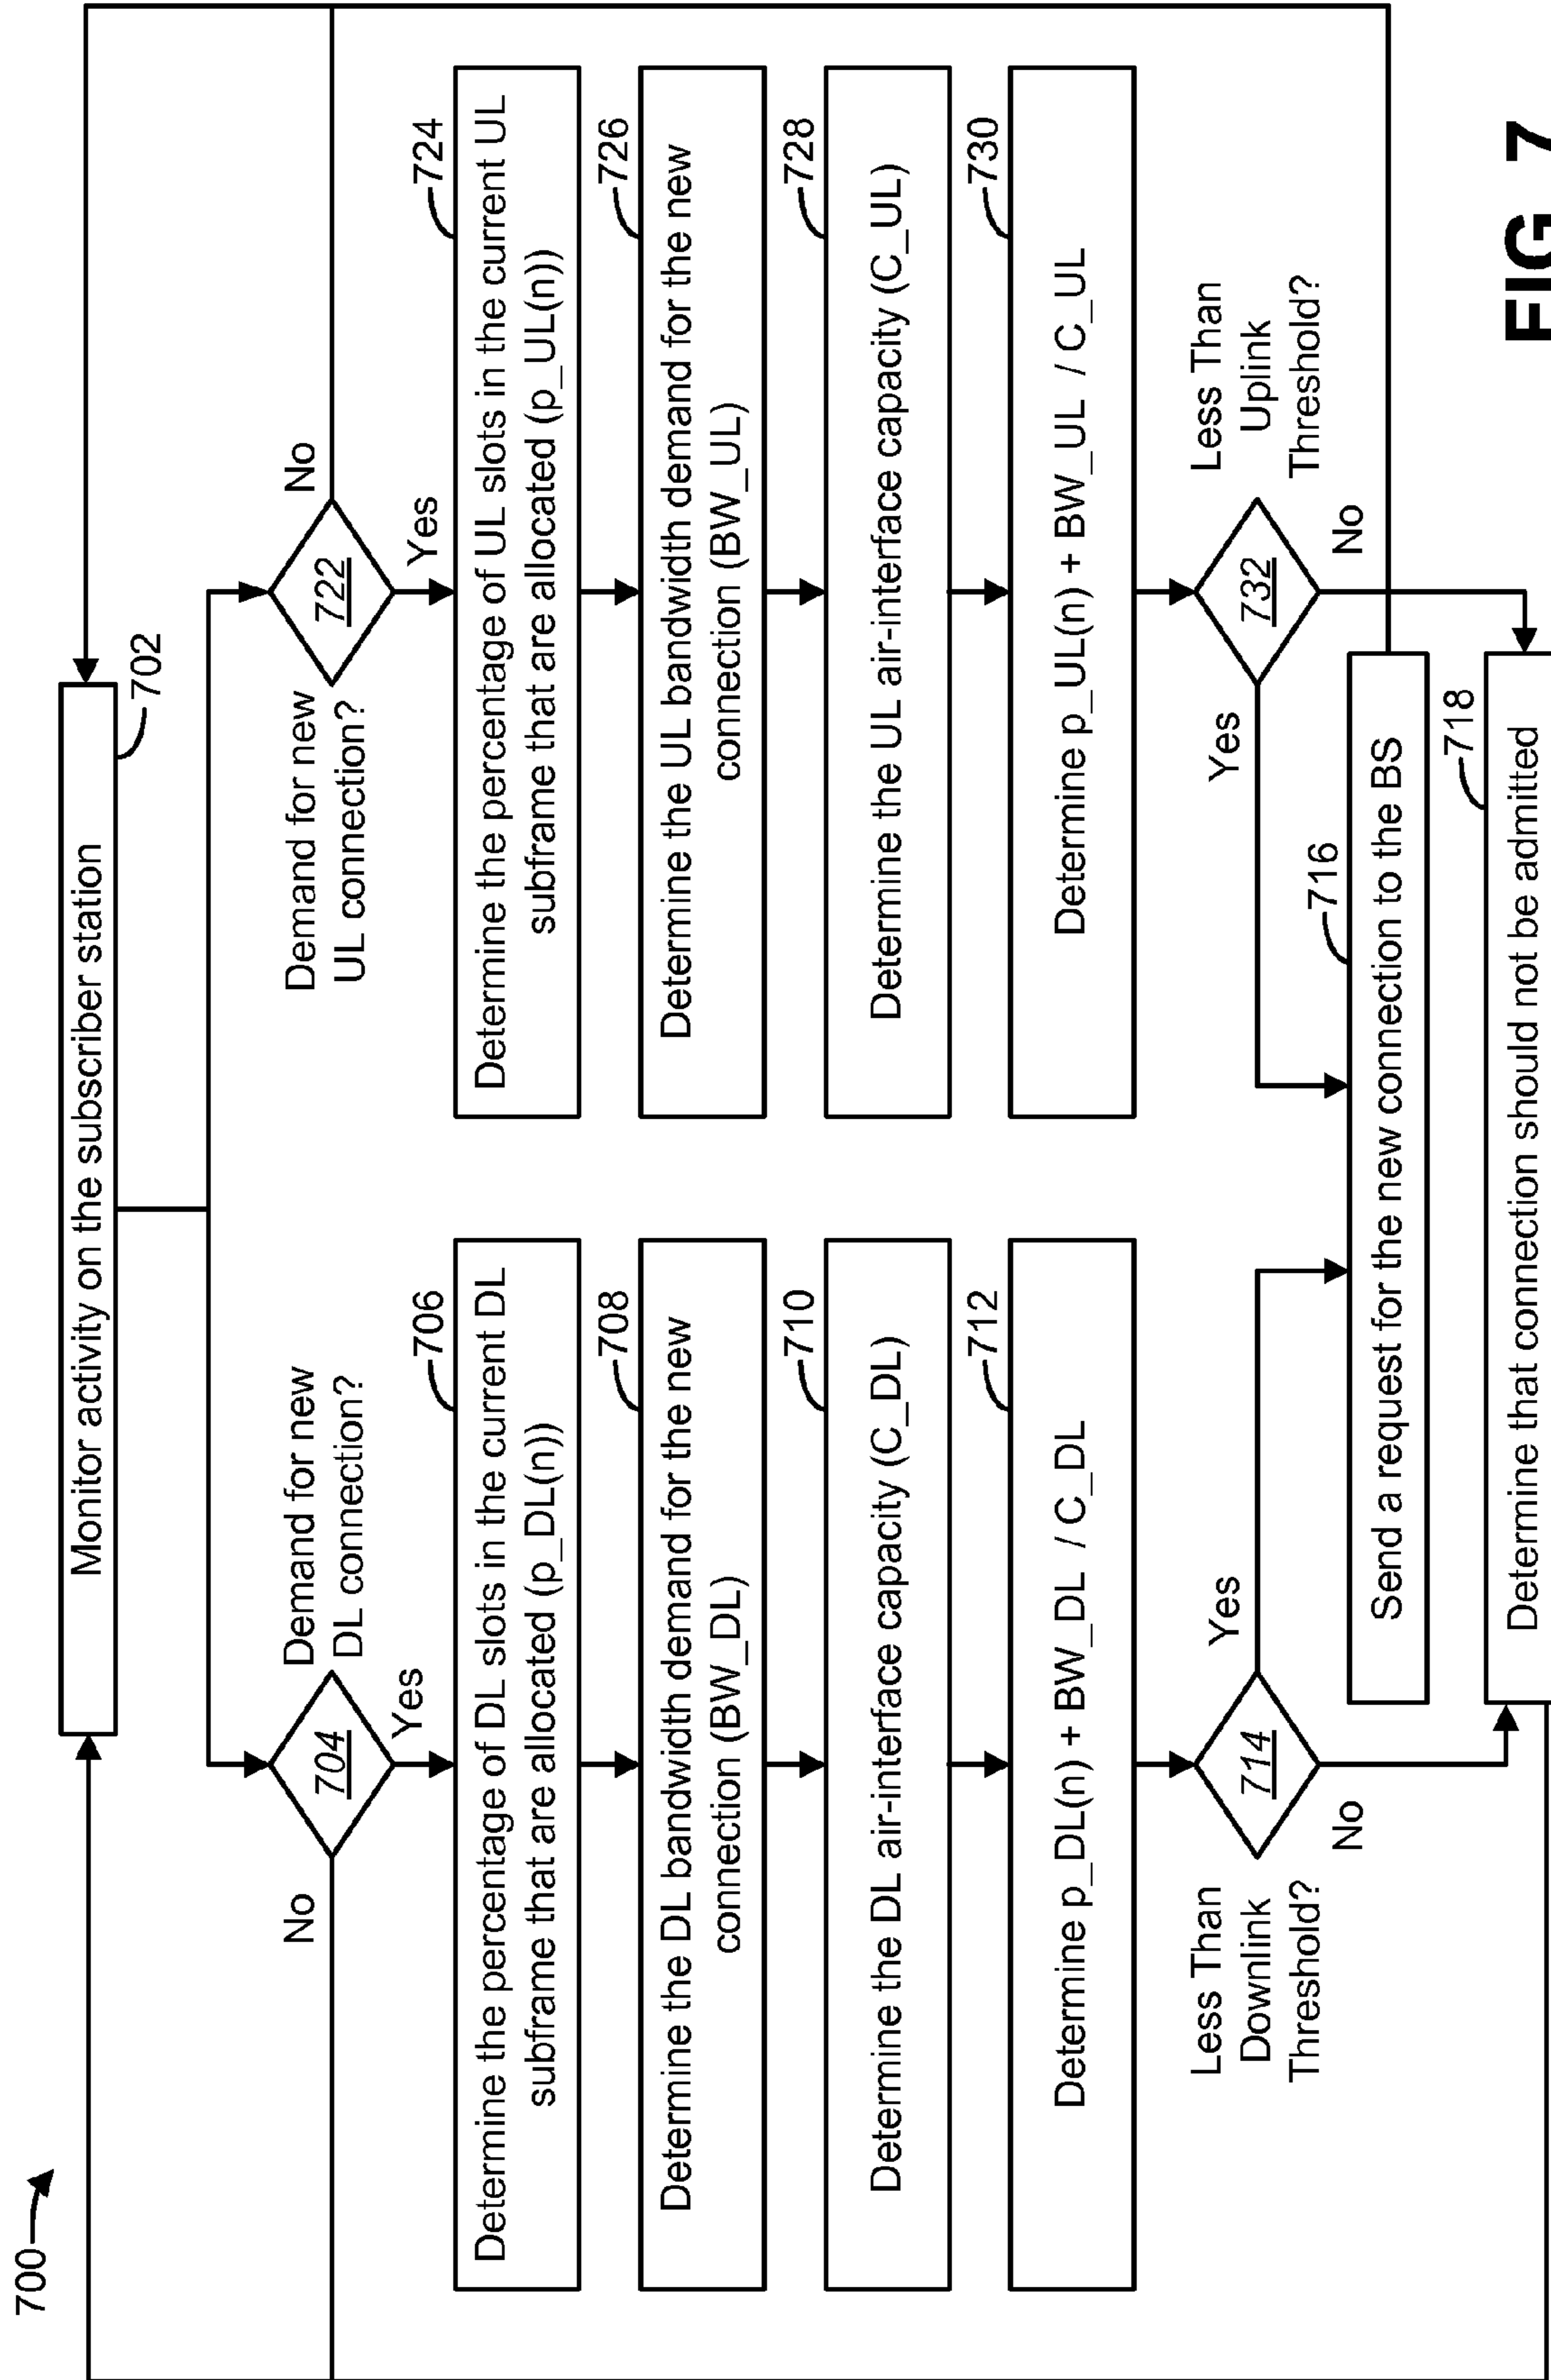 700
Monitor activity on the subscriber station
702
Demand for new
DL connection?
704
No
Yes
Determine the percentage of DL slots in the current DL
subframe that are allocated (p_DL(n))
706
Determine the DL bandwidth demand for the new
connection (BW_DL)
708
Determine the DL air-interface capacity (C_DL)
710
Determine p_DL(n) + BW_DL / C_DL
712
Less Than
Downlink
Threshold?
714
Yes
No
Demand for new
UL connection?
722
No
Yes
Determine the percentage of UL slots in the current UL
subframe that are allocated (p_UL(n))
724
Determine the UL bandwidth demand for the new
connection (BW_UL)
726
Determine the UL air-interface capacity (C_UL)
728
Determine p_UL(n) + BW_UL / C_UL
730
Less Than
Uplink
Threshold?
732
Yes
No
Send a request for the new connection to the BS
716
Determine that connection should not be admitted
718
FIG. 7